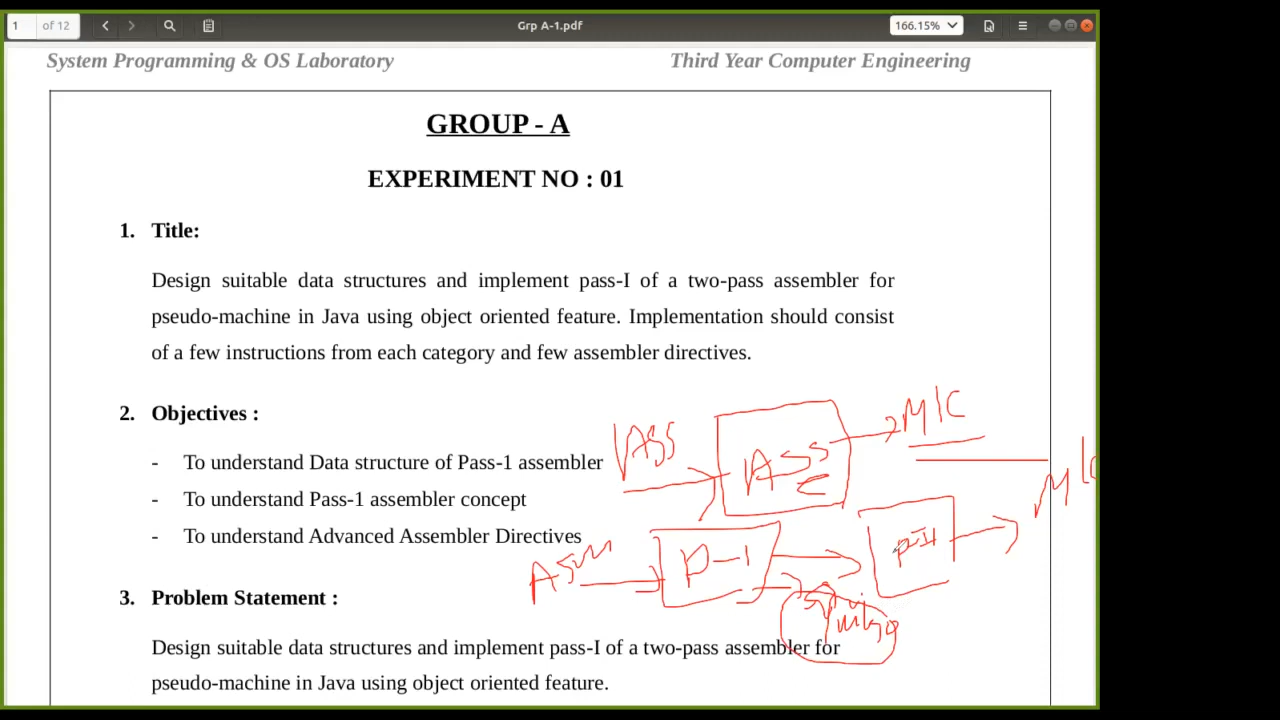 1 of 12 Grp A-1.pdf 166.15%
System Programming & OS Laboratory Third Year Computer Engineering
GROUP - A
EXPERIMENT NO : 01
1. Title:
Design suitable data structures and implement pass-I of a two-pass assembler for
pseudo-machine in Java using object oriented feature. Implementation should consist
of a few instructions from each category and few assembler directives.
2. Objectives :
- To understand Data structure of Pass-1 assembler
- To understand Pass-1 assembler concept
- To understand Advanced Assembler Directives
ASS ASS M/C
ASM P-1 P-II
3. Problem Statement :
Design suitable data structures and implement pass-I of a two-pass assembler for
pseudo-machine in Java using object oriented feature.